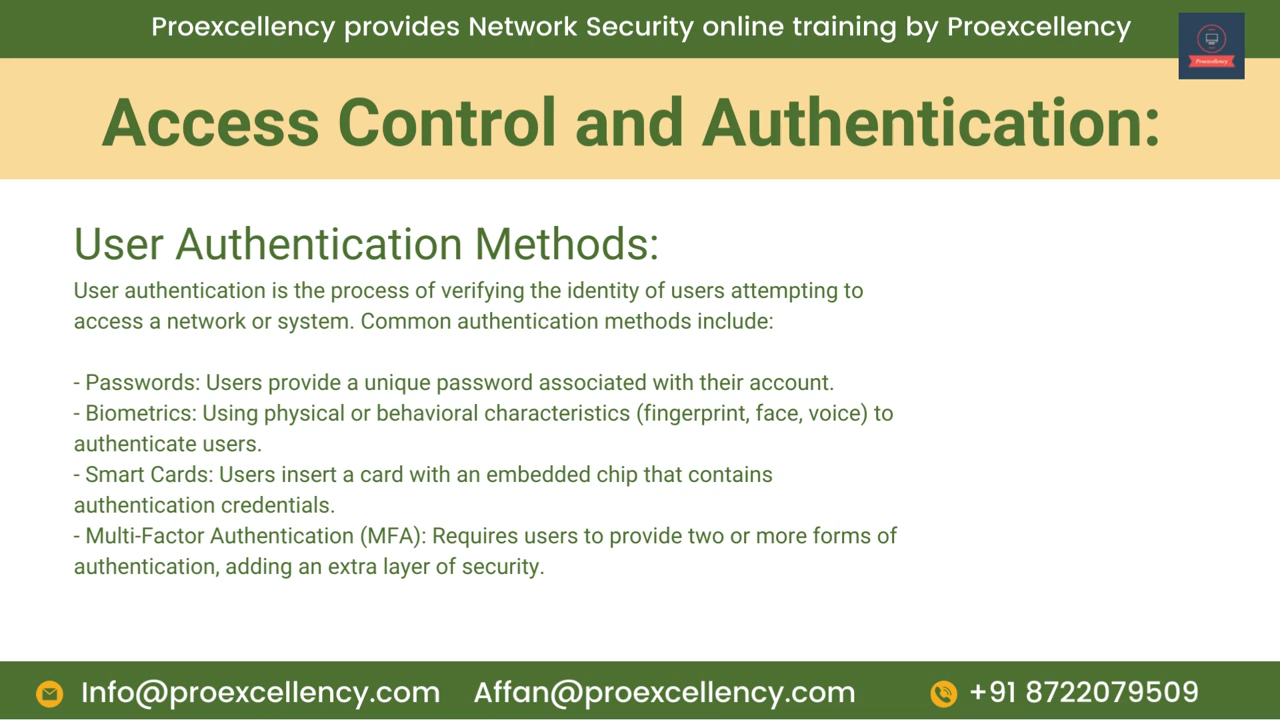 Proexcellency provides Network Security online training by Proexcellency
Proexcellency
Access Control and Authentication:
User Authentication Methods:
User authentication is the process of verifying the identity of users attempting to
access a network or system. Common authentication methods include:
- Passwords: Users provide a unique password associated with their account.
- Biometrics: Using physical or behavioral characteristics (fingerprint, face, voice) to
authenticate users.
- Smart Cards: Users insert a card with an embedded chip that contains
authentication credentials.
- Multi-Factor Authentication (MFA): Requires users to provide two or more forms of
authentication, adding an extra layer of security.
Info@proexcellency.com Affan@proexcellency.com +91 8722079509